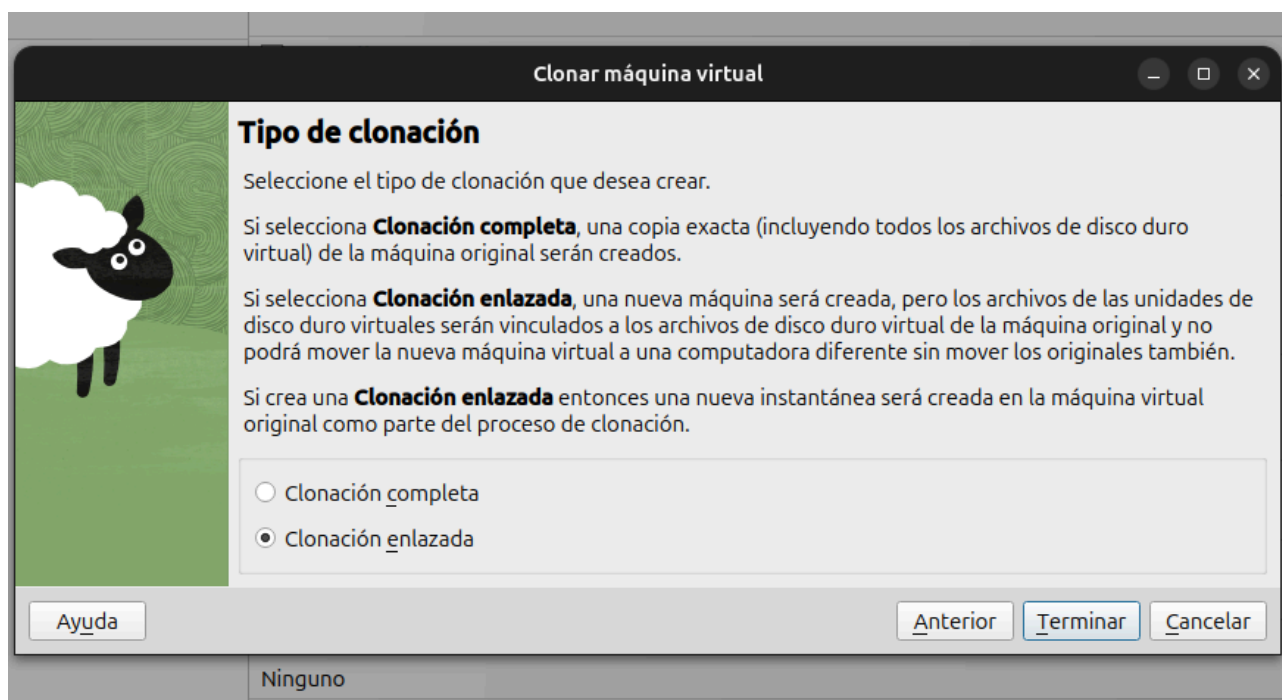 Clonar máquina virtual
Tipo de clonación
Seleccione el tipo de clonación que desea crear.
Si selecciona Clonación completa, una copia exacta (incluyendo todos los archivos de disco duro
virtual) de la máquina original serán creados.
Si selecciona Clonación enlazada, una nueva máquina será creada, pero los archivos de las unidades de
disco duro virtuales serán vinculados a los archivos de disco duro virtual de la máquina original y no
podrá mover la nueva máquina virtual a una computadora diferente sin mover los originales también.
Si crea una Clonación enlazada entonces una nueva instantánea será creada en la máquina virtual
original como parte del proceso de clonación.
Clonación completa
Clonación enlazada
Ayuda Anterior Terminar Cancelar
Ninguno